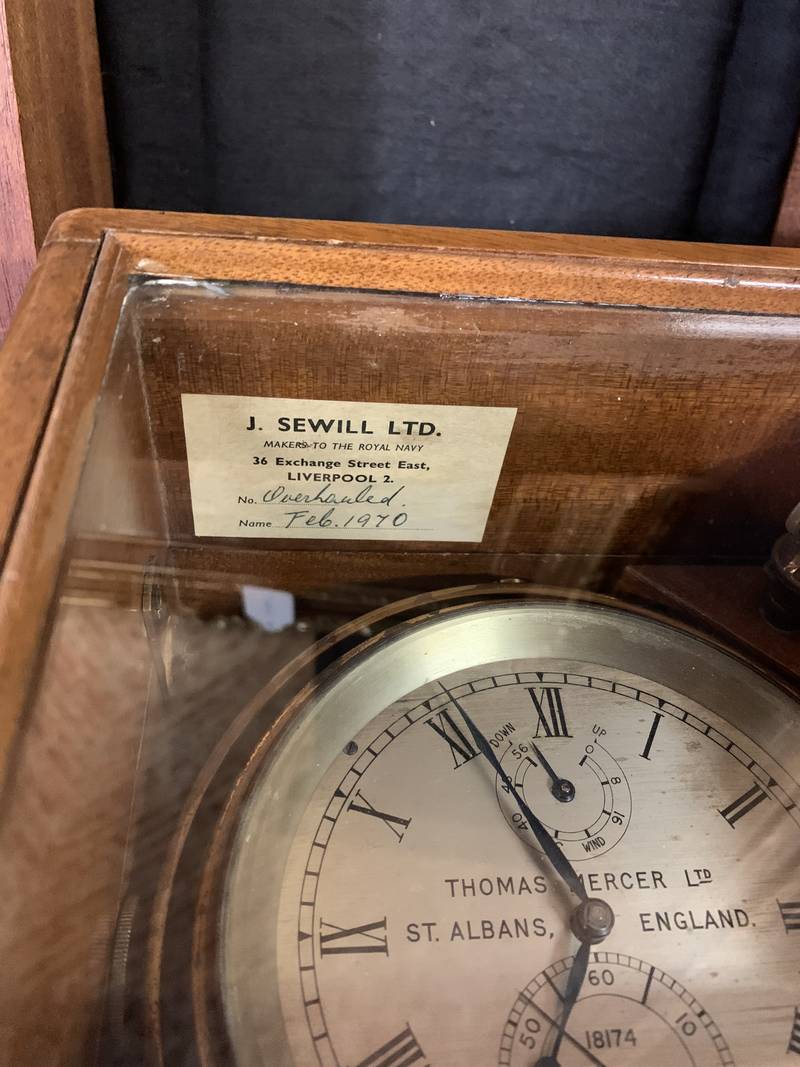 J. SEWILL LTD.
MAKERS TO THE ROYAL NAVY
36 Exchange Street East,
LIVERPOOL 2.
No. Overhauled.
Name Feb. 1970
XII
I
II
III
VIII
IX
X
XI
DOWN
UP
56
0
8
16
WIND
40
48
THOMAS MERCER LTD
ST. ALBANS, ENGLAND.
60
10
50
18174